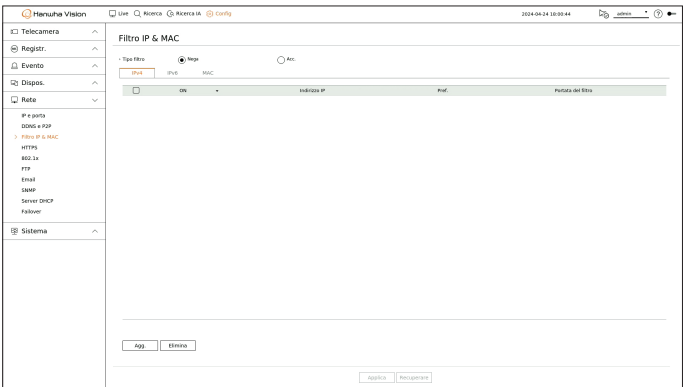 Hanwha Vision
Live Ricerca Ricerca IA Config
2024-04-24 18:00:44 admin ?
Telecamera
Registr.
Evento
Dispos.
Rete
IP e porta
DDNS e P2P
> Filtro IP & MAC
HTTPS
802.1x
FTP
Email
SNMP
Server DHCP
Failover
Sistema
Filtro IP & MAC
Tipo filtro Nega Acc.
IPv4 IPv6 MAC
ON Indirizzo IP Pref. Portata del filtro
Agg. Elimina
Applica Recuperare